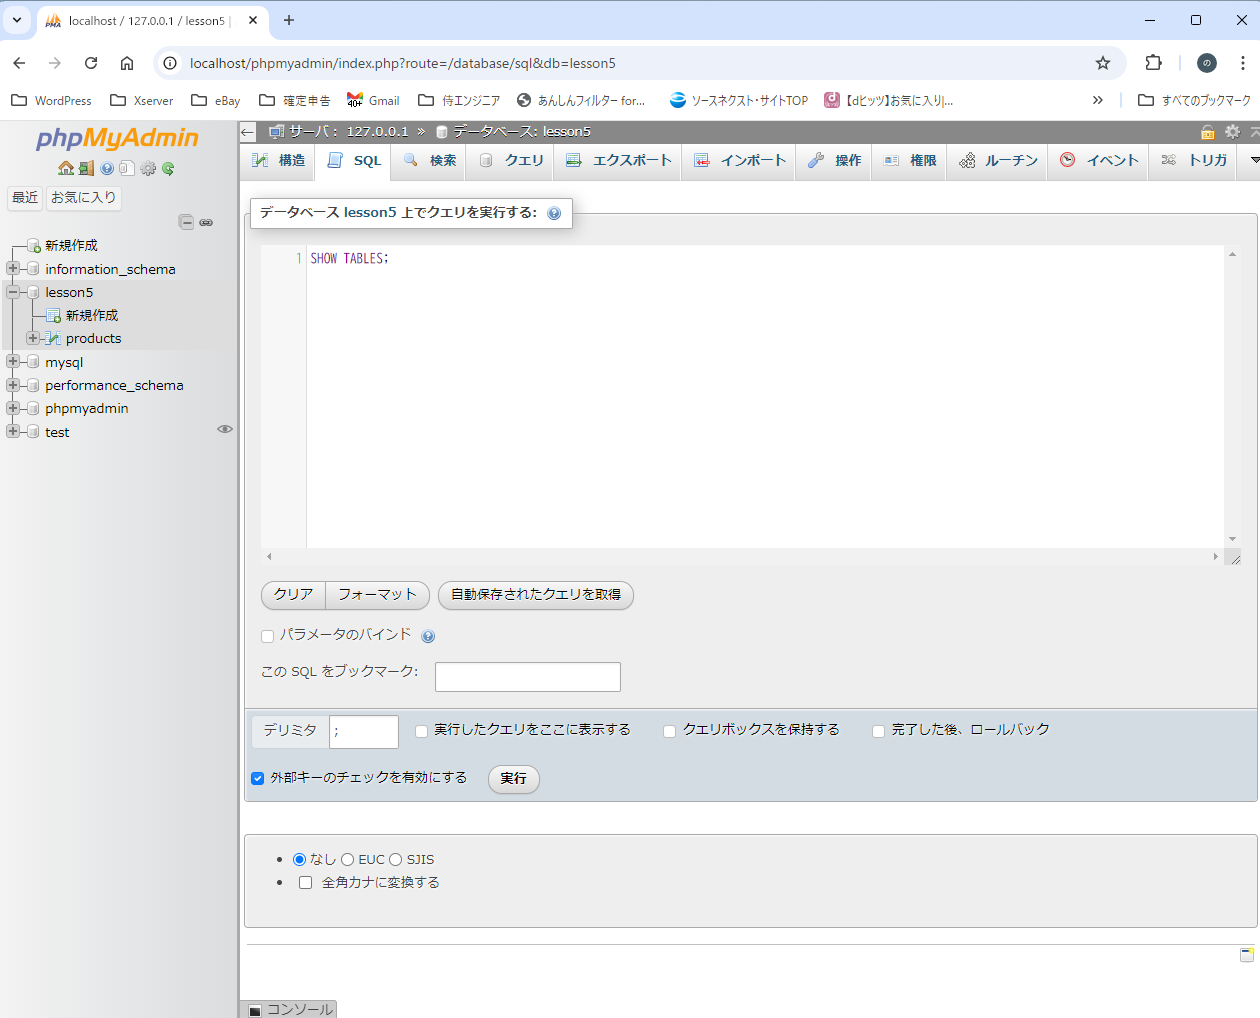 localhost / 127.0.0.1 / lesson5 |
localhost/phpmyadmin/index.php?route=/database/sql&db=lesson5
の
WordPress
Xserver
eBay
確定申告
Gmail
侍エンジニア
あんしんフィルター for...
ソースネクスト・サイトTOP
【dヒッツ】お気に入り|...
»
すべてのブックマーク
phpMyAdmin
最近
お気に入り
新規作成
information_schema
lesson5
新規作成
products
mysql
performance_schema
phpmyadmin
test
サーバ: 127.0.0.1 » データベース: lesson5
構造
SQL
検索
クエリ
エクスポート
インポート
操作
権限
ルーチン
イベント
トリガ
データベース lesson5 上でクエリを実行する:
1 SHOW TABLES;
クリア
フォーマット
自動保存されたクエリを取得
パラメータのバインド
この SQL をブックマーク:
デリミタ ;
実行したクエリをここに表示する
クエリボックスを保持する
完了した後、ロールバック
外部キーのチェックを有効にする
実行
なし EUC SJIS
全角カナに変換する
コンソール